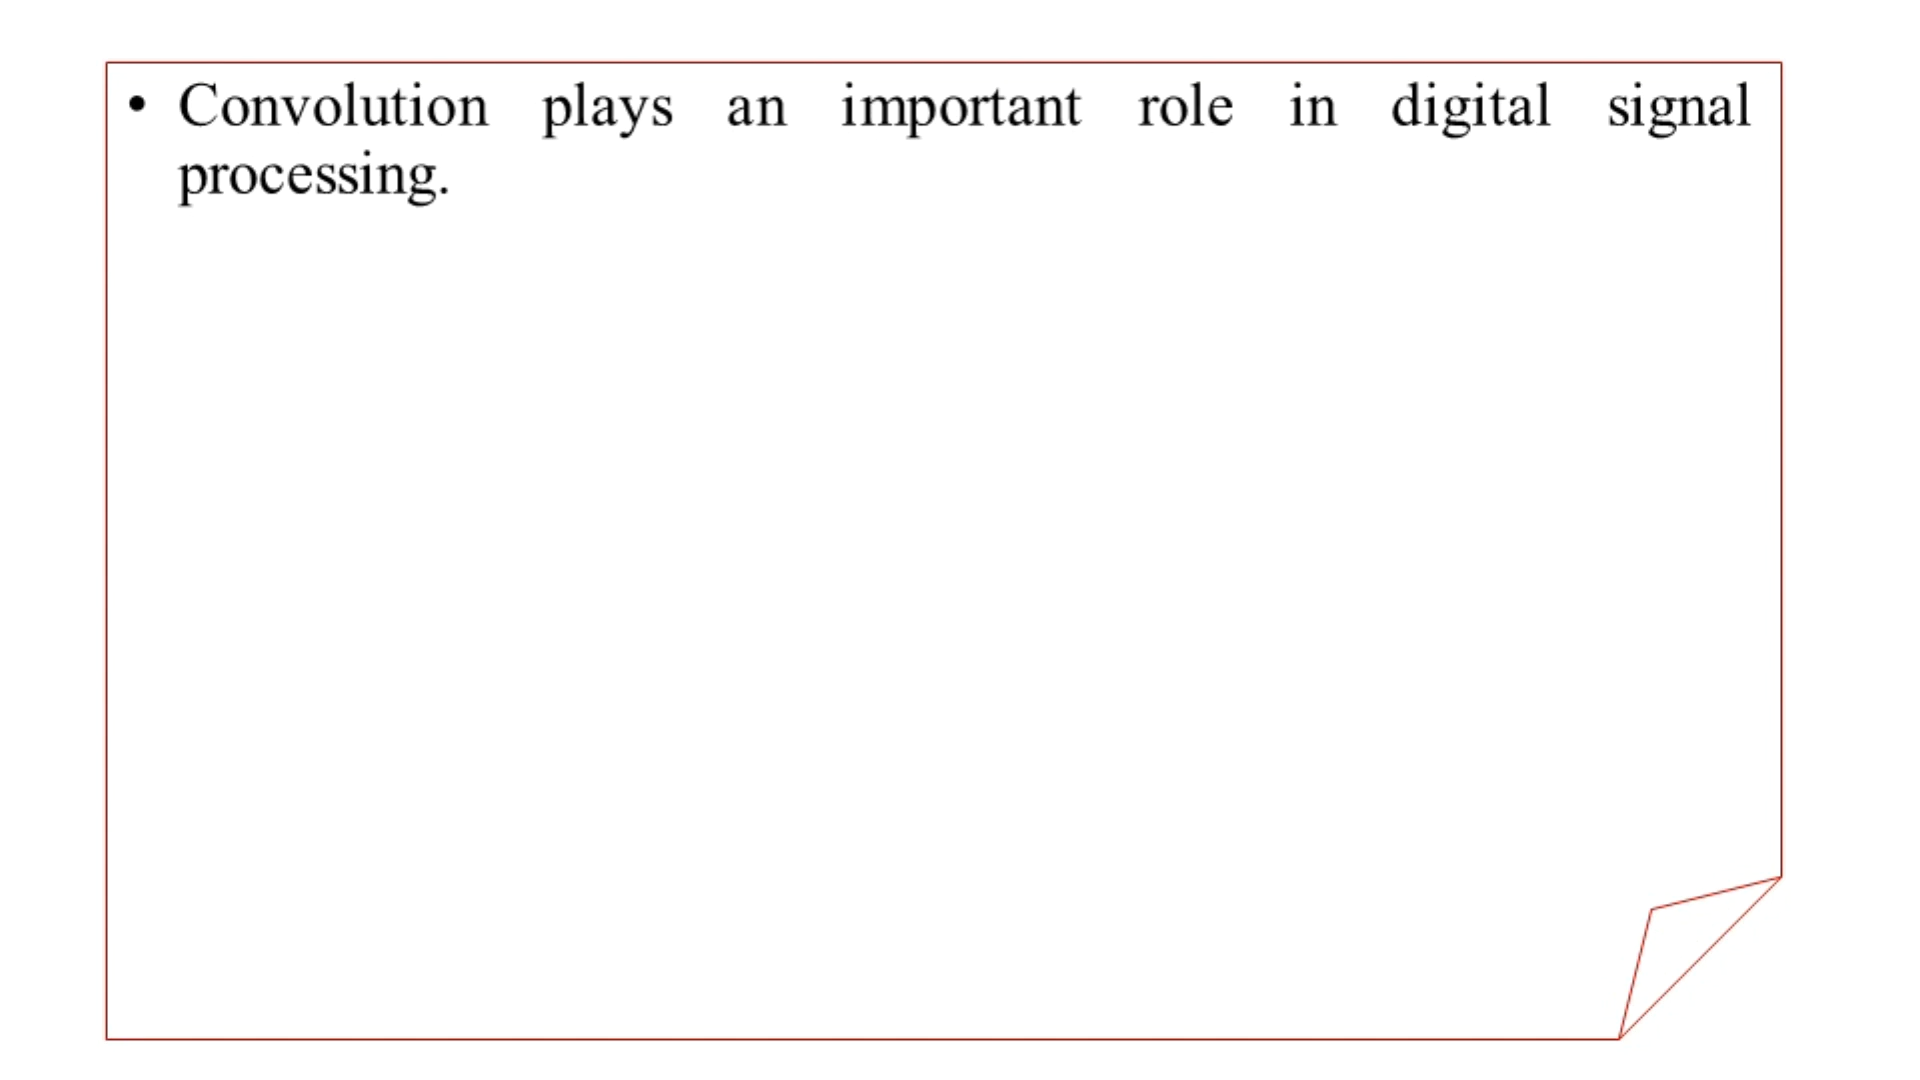 • Convolution plays an important role in digital signal
processing.